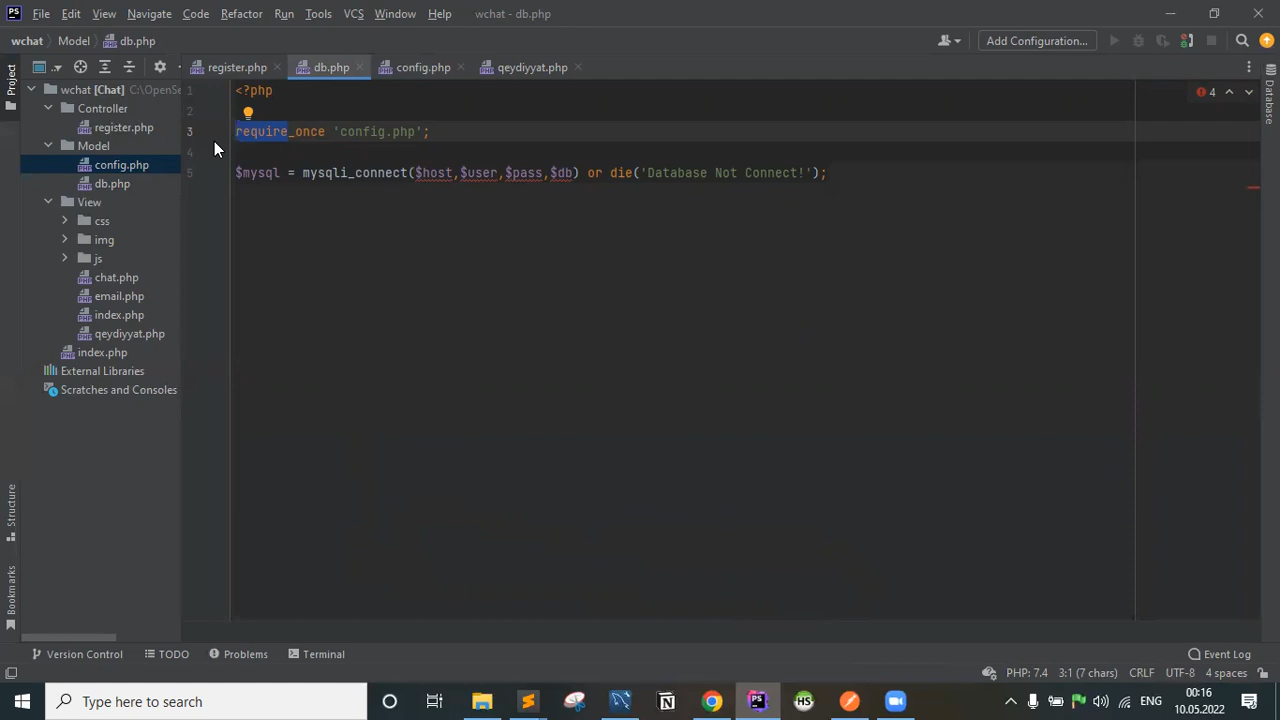 File Edit View Navigate Code Refactor Run Tools VCS Window Help wchat - db.php
wchat Model db.php Add Configuration...
Project
wchat [Chat] C:\OpenSe
Controller
register.php
Model
config.php
db.php
View
css
img
js
chat.php
email.php
index.php
qeydiyyat.php
index.php
External Libraries
Scratches and Consoles
Structure
Bookmarks
register.php db.php config.php qeydiyyat.php
4
1 <?php
2
3 require_once 'config.php';
4
5 $mysql = mysqli_connect($host,$user,$pass,$db) or die('Database Not Connect!');
Database
Version Control TODO Problems Terminal Event Log
PHP: 7.4 3:1 (7 chars) CRLF UTF-8 4 spaces
Type here to search
ENG
00:16
10.05.2022